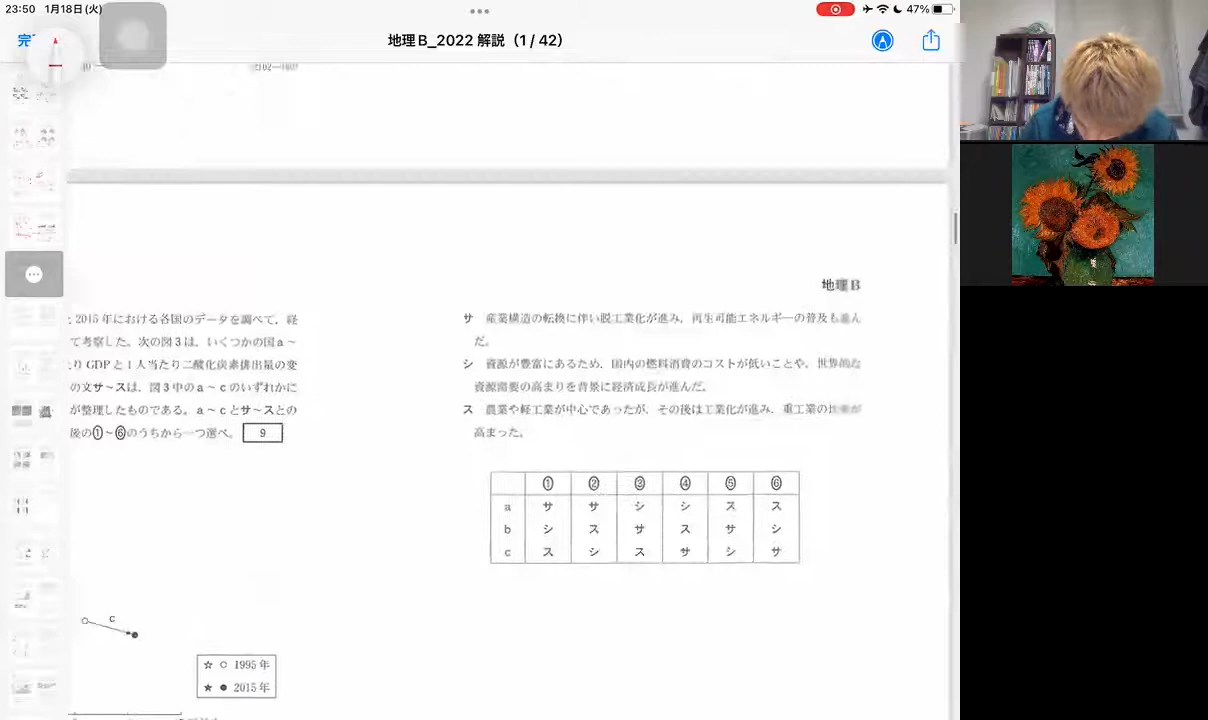 23:50 1月18日(火)
47%
地理B_2022 解説（1 / 42）
地理B
2015年における各国のデータを調べて，経
て考察した。次の図3は，いくつかの国a～
たりGDPと1人当たり二酸化炭素排出量の変
の文サ～スは，図3中のa～cのいずれかに
が整理したものである。a～cとサ～スとの
後の①～⑥のうちから一つ選べ。 9
c
☆ ○ 1995年
★ ● 2015年
サ 産業構造の転換に伴い脱工業化が進み，再生可能エネルギーの普及も進ん
だ。
シ 資源が豊富にあるため，国内の燃料消費のコストが低いことや，世界的な
資源需要の高まりを背景に経済成長が進んだ。
ス 農業や軽工業が中心であったが，その後は工業化が進み，重工業の比率が
高まった。
① ② ③ ④ ⑤ ⑥
a サ サ シ シ ス ス
b シ ス サ ス サ シ
c ス シ ス サ シ サ